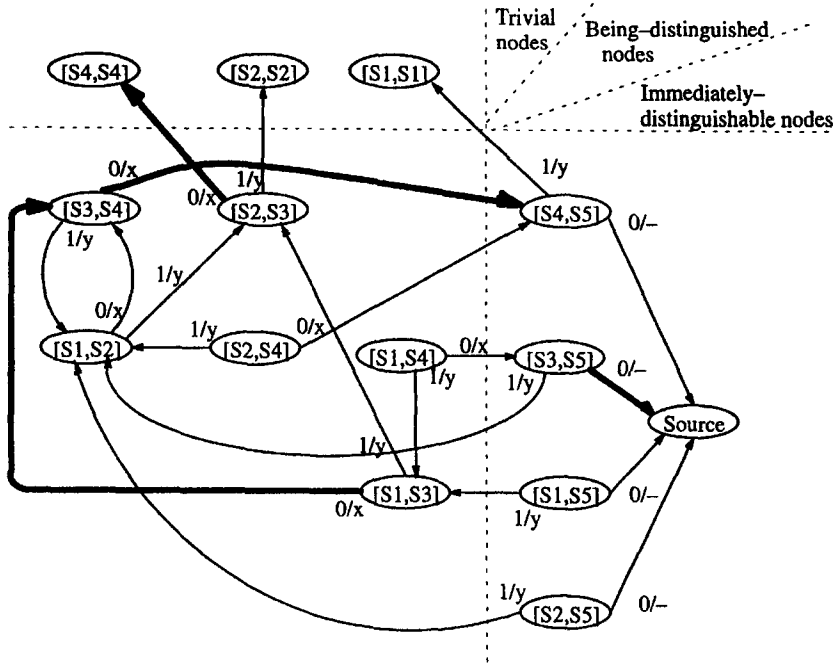 Trivial
nodes
Being–distinguished
nodes
Immediately–
distinguishable nodes
[S4,S4]
[S2,S2]
[S1,S1]
0/x
0/x
1/y
1/y
[S3,S4]
[S2,S3]
[S4,S5]
1/y
0/–
1/y
0/x
1/y
0/x
[S1,S2]
[S2,S4]
[S1,S4]
0/x
[S3,S5]
0/–
1/y
1/y
Source
1/y
[S1,S3]
[S1,S5]
0/x
1/y
0/–
1/y
[S2,S5]
0/–